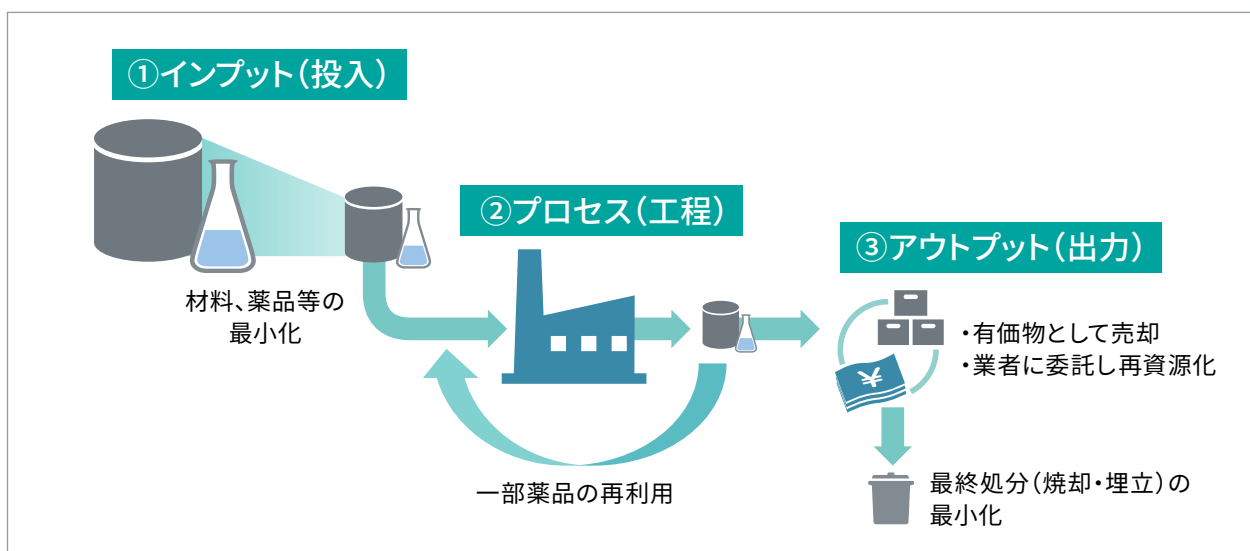 ①インプット(投入)
材料、薬品等の
最小化
②プロセス(工程)
一部薬品の再利用
③アウトプット(出力)
・有価物として売却
・業者に委託し再資源化
¥
最終処分(焼却・埋立)の
最小化